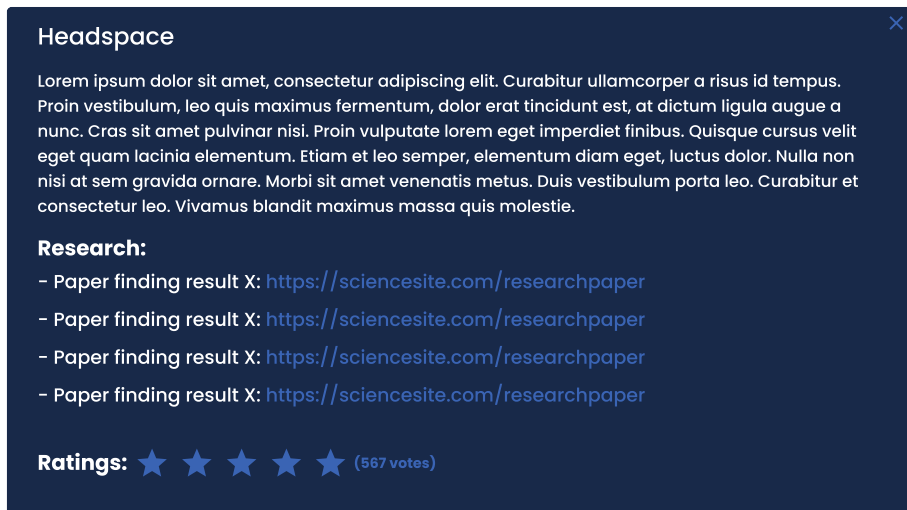 Headspace
Lorem ipsum dolor sit amet, consectetur adipiscing elit. Curabitur ullamcorper a risus id tempus.
Proin vestibulum, leo quis maximus fermentum, dolor erat tincidunt est, at dictum ligula augue a
nunc. Cras sit amet pulvinar nisi. Proin vulputate lorem eget imperdiet finibus. Quisque cursus velit
eget quam lacinia elementum. Etiam et leo semper, elementum diam eget, luctus dolor. Nulla non
nisi at sem gravida ornare. Morbi sit amet venenatis metus. Duis vestibulum porta leo. Curabitur et
consectetur leo. Vivamus blandit maximus massa quis molestie.
Research:
- Paper finding result X: https://sciencesite.com/researchpaper
- Paper finding result X: https://sciencesite.com/researchpaper
- Paper finding result X: https://sciencesite.com/researchpaper
- Paper finding result X: https://sciencesite.com/researchpaper
Ratings: (567 votes)